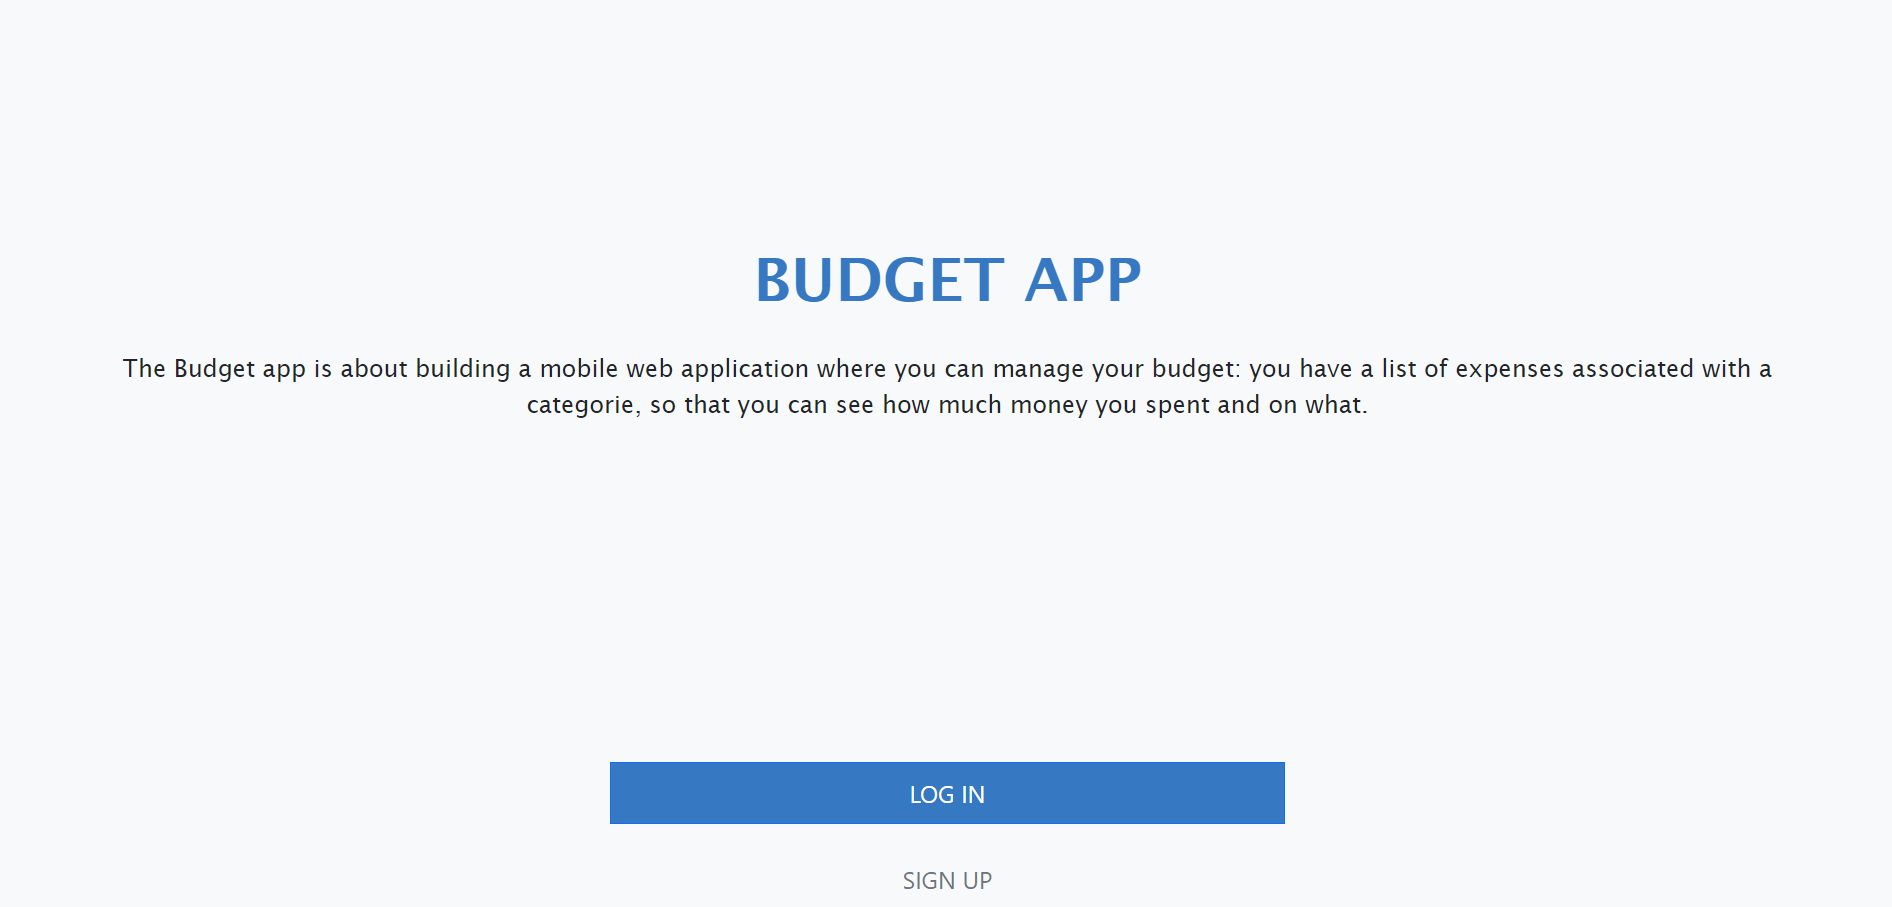 BUDGET APP
The Budget app is about building a mobile web application where you can manage your budget: you have a list of expenses associated with a
categorie, so that you can see how much money you spent and on what.
LOG IN
SIGN UP